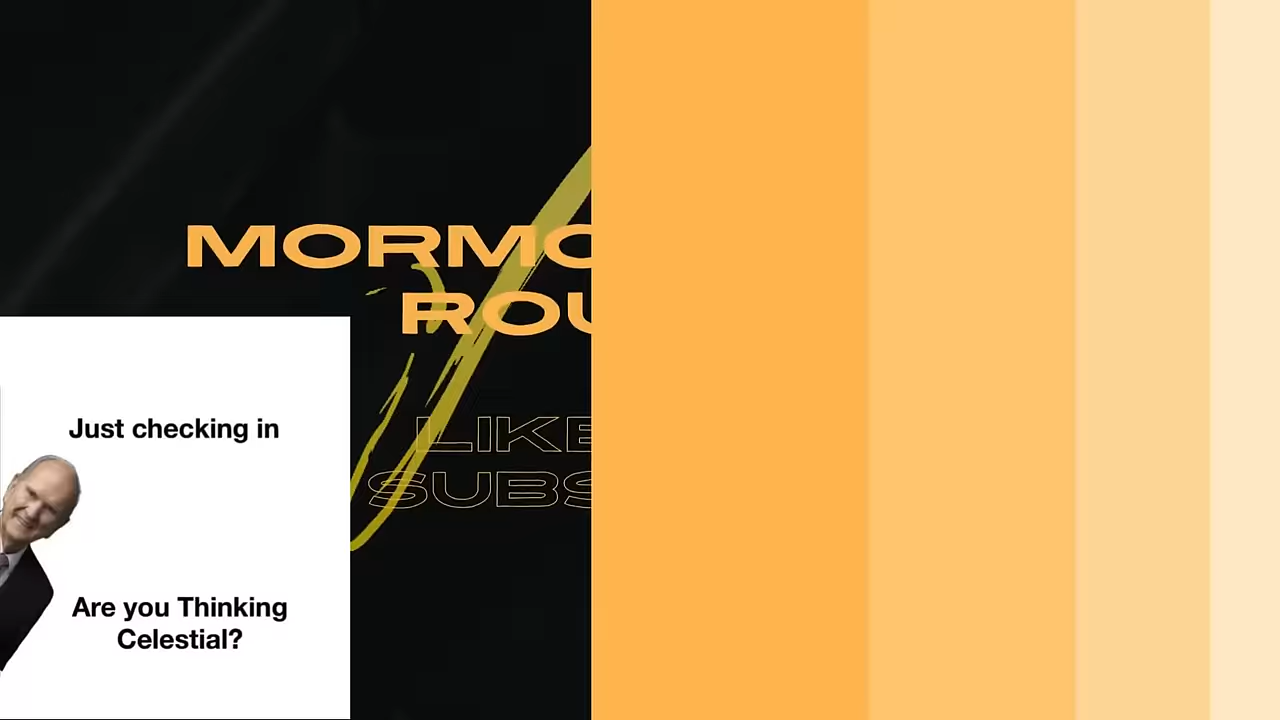 MORMO
ROU
LIKE
SUBS
Just checking in
Are you Thinking
Celestial?